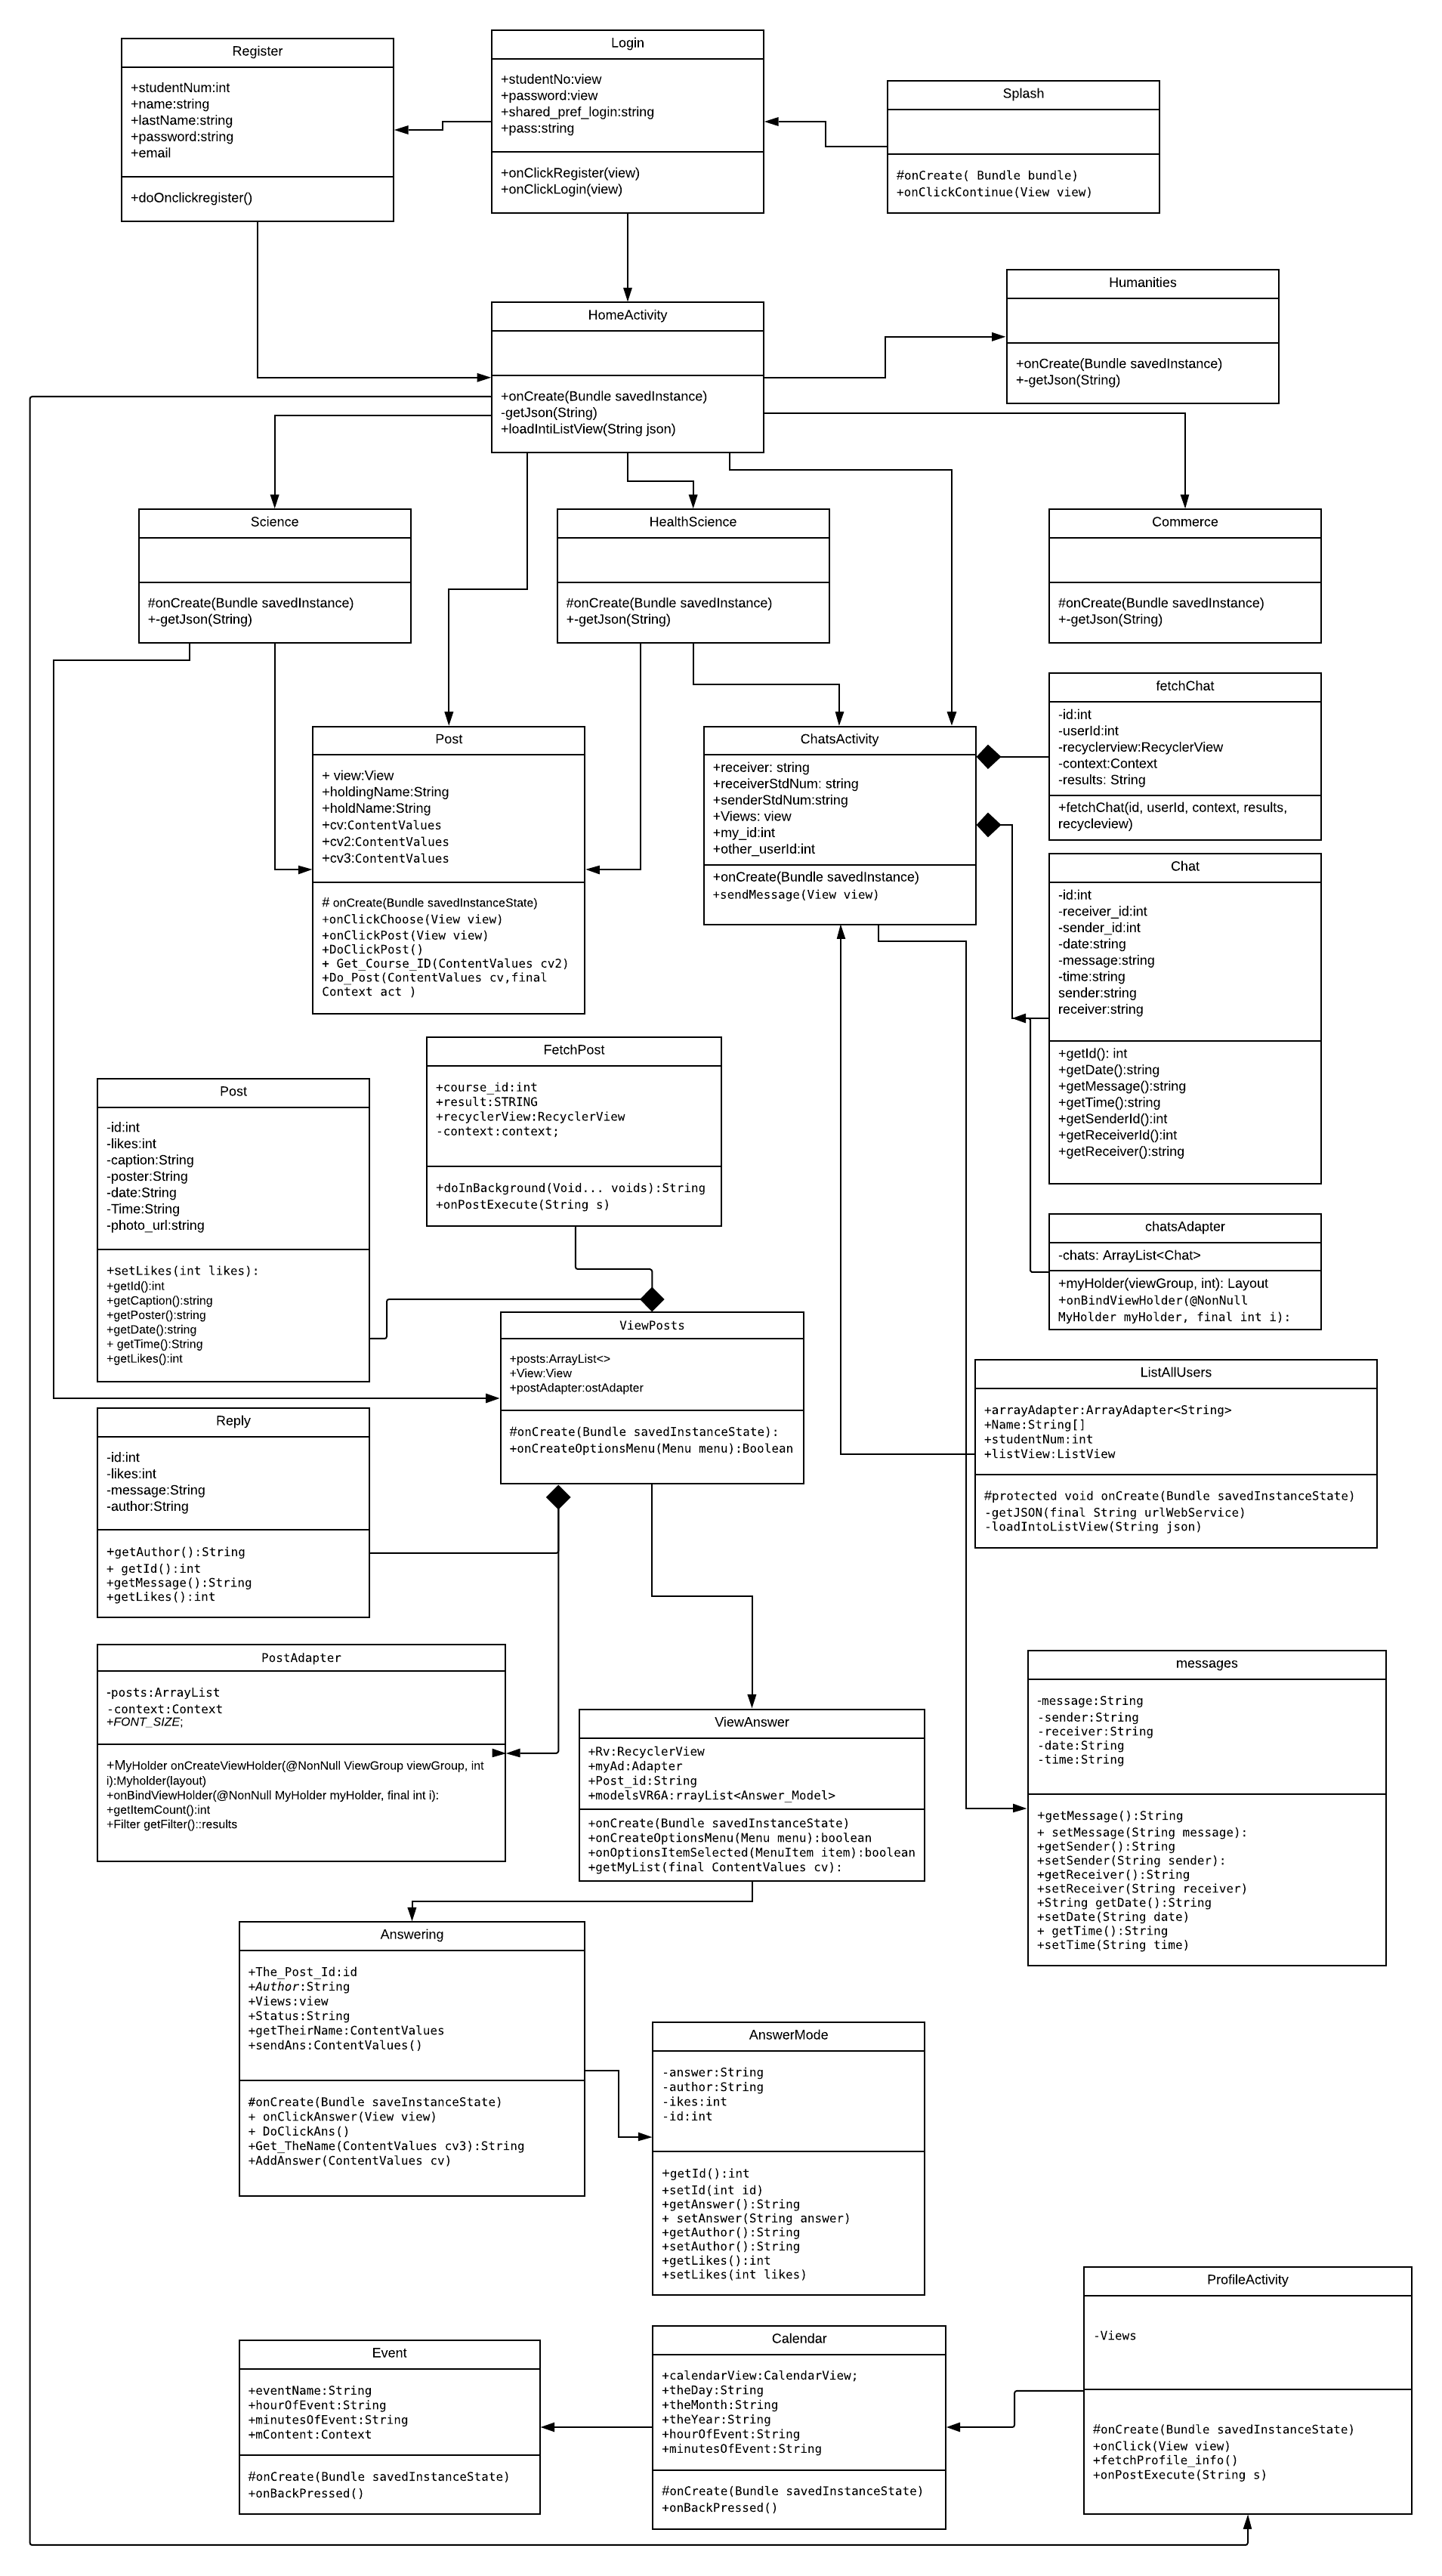 Register
+studentNum:int
+name:string
+lastName:string
+password:string
+email
+doOnclickregister()
Login
+studentNo:view
+password:view
+shared_pref_login:string
+pass:string
+onClickRegister(view)
+onClickLogin(view)
Splash
#onCreate( Bundle bundle)
+onClickContinue(View view)
HomeActivity
+onCreate(Bundle savedInstance)
-getJson(String)
+loadIntiListView(String json)
Humanities
+onCreate(Bundle savedInstance)
+-getJson(String)
Science
#onCreate(Bundle savedInstance)
+-getJson(String)
HealthScience
#onCreate(Bundle savedInstance)
+-getJson(String)
Commerce
#onCreate(Bundle savedInstance)
+-getJson(String)
Post
+ view:View
+holdingName:String
+holdName:String
+cv:ContentValues
+cv2:ContentValues
+cv3:ContentValues
# onCreate(Bundle savedInstanceState)
+onClickChoose(View view)
+onClickPost(View view)
+DoClickPost()
+ Get_Course_ID(ContentValues cv2)
+Do_Post(ContentValues cv,final
Context act )
ChatsActivity
+receiver: string
+receiverStdNum: string
+senderStdNum:string
+Views: view
+my_id:int
+other_userId:int
+onCreate(Bundle savedInstance)
+sendMessage(View view)
fetchChat
-id:int
-userId:int
-recyclerview:RecyclerView
-context:Context
-results: String
+fetchChat(id, userId, context, results,
recycleview)
Chat
-id:int
-receiver_id:int
-sender_id:int
-date:string
-message:string
-time:string
sender:string
receiver:string
+getId(): int
+getDate():string
+getMessage():string
+getTime():string
+getSenderId():int
+getReceiverId():int
+getReceiver():string
FetchPost
+course_id:int
+result:STRING
+recyclerView:RecyclerView
-context:context;
+doInBackground(Void... voids):String
+onPostExecute(String s)
Post
-id:int
-likes:int
-caption:String
-poster:String
-date:String
-Time:String
-photo_url:string
+setLikes(int likes):
+getId():int
+getCaption():string
+getPoster():string
+getDate():string
+ getTime():String
+getLikes():int
chatsAdapter
-chats: ArrayList<Chat>
+myHolder(viewGroup, int): Layout
+onBindViewHolder(@NonNull
MyHolder myHolder, final int i):
ViewPosts
+posts:ArrayList<>
+View:View
+postAdapter:ostAdapter
#onCreate(Bundle savedInstanceState):
+onCreateOptionsMenu(Menu menu):Boolean
ListAllUsers
+arrayAdapter:ArrayAdapter<String>
+Name:String[]
+studentNum:int
+listView:ListView
#protected void onCreate(Bundle savedInstanceState)
-getJSON(final String urlWebService)
-loadIntoListView(String json)
Reply
-id:int
-likes:int
-message:String
-author:String
+getAuthor():String
+ getId():int
+getMessage():String
+getLikes():int
PostAdapter
-posts:ArrayList
-context:Context
+FONT_SIZE;
+MyHolder onCreateViewHolder(@NonNull ViewGroup viewGroup, int
i):Myholder(layout)
+onBindViewHolder(@NonNull MyHolder myHolder, final int i):
+getItemCount():int
+Filter getFilter()::results
ViewAnswer
+Rv:RecyclerView
+myAd:Adapter
+Post_id:String
+modelsVR6A:rrayList<Answer_Model>
+onCreate(Bundle savedInstanceState)
+onCreateOptionsMenu(Menu menu):boolean
+onOptionsItemSelected(MenuItem item):boolean
+getMyList(final ContentValues cv):
messages
-message:String
-sender:String
-receiver:String
-date:String
-time:String
+getMessage():String
+ setMessage(String message):
+getSender():String
+setSender(String sender):
+getReceiver():String
+setReceiver(String receiver)
+String getDate():String
+setDate(String date)
+ getTime():String
+setTime(String time)
Answering
+The_Post_Id:id
+Author:String
+Views:view
+Status:String
+getTheirName:ContentValues
+sendAns:ContentValues()
#onCreate(Bundle saveInstanceState)
+ onClickAnswer(View view)
+ DoClickAns()
+Get_TheName(ContentValues cv3):String
+AddAnswer(ContentValues cv)
AnswerMode
-answer:String
-author:String
-ikes:int
-id:int
+getId():int
+setId(int id)
+getAnswer():String
+ setAnswer(String answer)
+getAuthor():String
+setAuthor():String
+getLikes():int
+setLikes(int likes)
ProfileActivity
-Views
#onCreate(Bundle savedInstanceState)
+onClick(View view)
+fetchProfile_info()
+onPostExecute(String s)
Event
+eventName:String
+hourOfEvent:String
+minutesOfEvent:String
+mContent:Context
#onCreate(Bundle savedInstanceState)
+onBackPressed()
Calendar
+calendarView:CalendarView;
+theDay:String
+theMonth:String
+theYear:String
+hourOfEvent:String
+minutesOfEvent:String
#onCreate(Bundle savedInstanceState)
+onBackPressed()